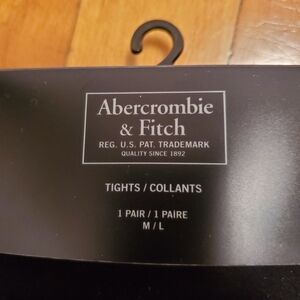 Abercrombie
& Fitch
REG. U.S. PAT. TRADEMARK
QUALITY SINCE 1892
TIGHTS / COLLANTS
1 PAIR / 1 PAIRE
M / L